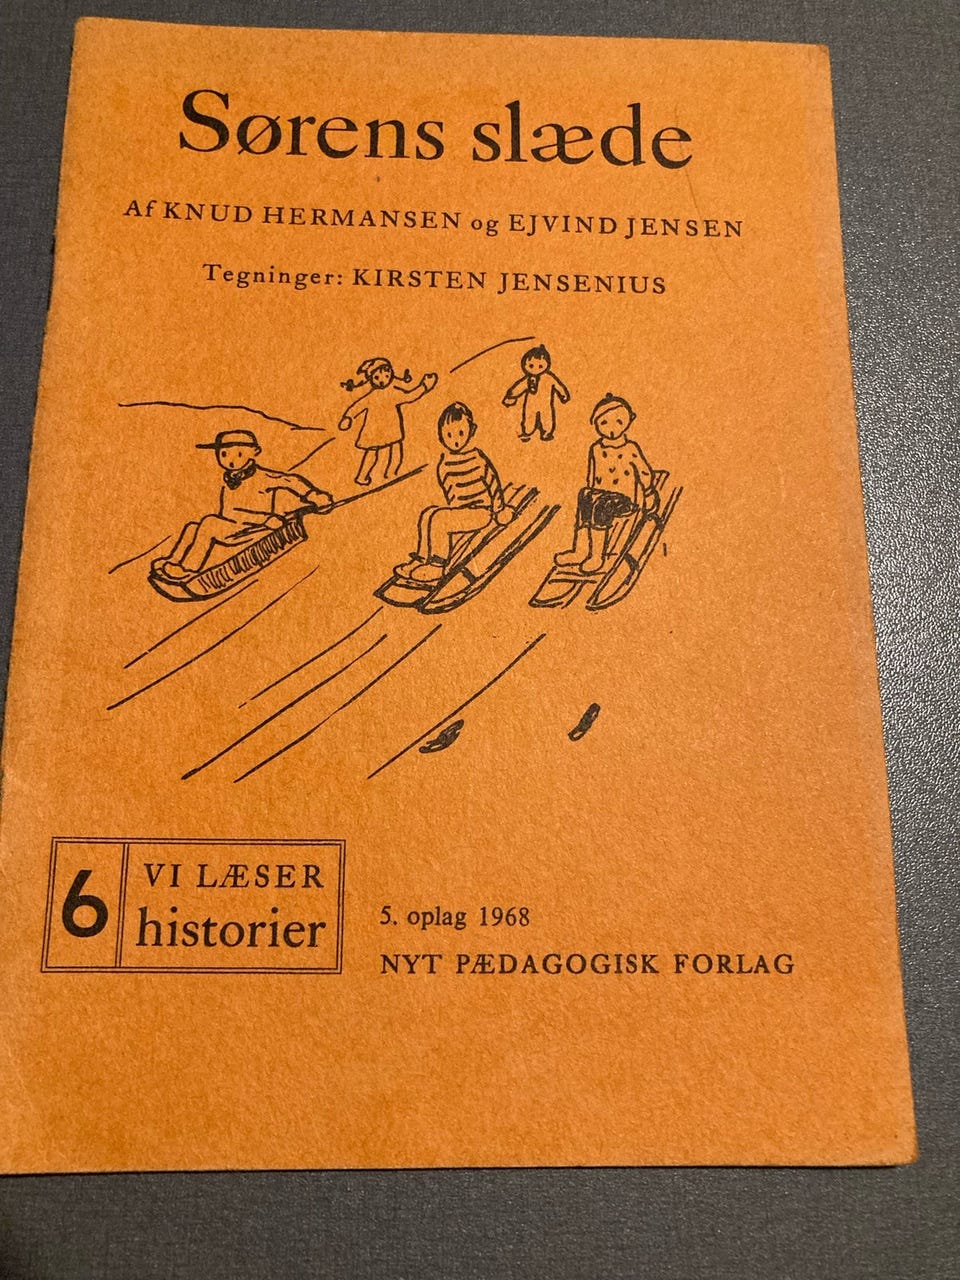 Sørens slæde
Af KNUD HERMANSEN og EJVIND JENSEN
Tegninger: KIRSTEN JENSENIUS
6
VI LÆSER
historier
5. oplag 1968
NYT PÆDAGOGISK FORLAG